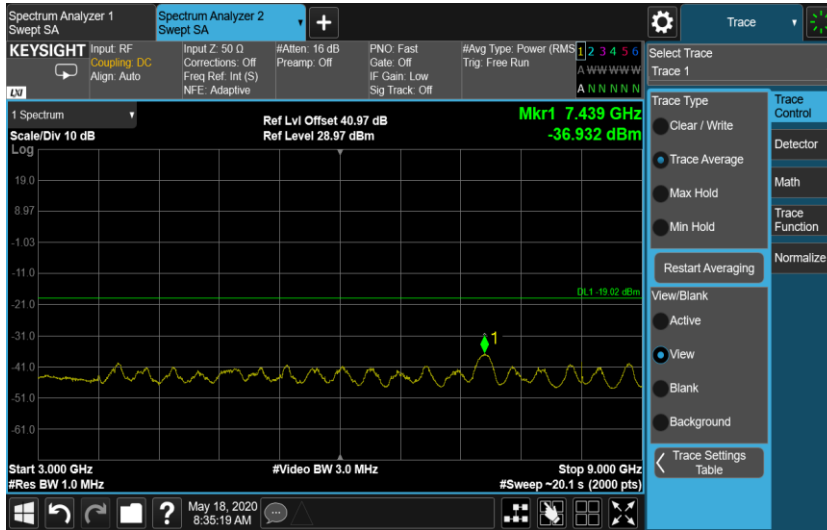 Spectrum Analyzer 1
Swept SA
Spectrum Analyzer 2
Swept SA
+
Trace
KEYSIGHT
LXI
Input: RF
Coupling: DC
Align: Auto
Input Z: 50 Ω
Corrections: Off
Freq Ref: Int (S)
NFE: Adaptive
#Atten: 16 dB
Preamp: Off
PNO: Fast
Gate: Off
IF Gain: Low
Sig Track: Off
#Avg Type: Power (RMS
Trig: Free Run
1 2 3 4 5 6
A W W W W W
A N N N N N
Select Trace
Trace 1
1 Spectrum
Scale/Div 10 dB
Log
Ref Lvl Offset 40.97 dB
Ref Level 28.97 dBm
Mkr1 7.439 GHz
-36.932 dBm
19.0
8.97
-1.03
-11.0
-21.0
-31.0
-41.0
-51.0
-61.0
DL1 -19.02 dBm
1
Start 3.000 GHz
#Res BW 1.0 MHz
#Video BW 3.0 MHz
Stop 9.000 GHz
#Sweep ~20.1 s (2000 pts)
Trace Type
Clear / Write
Trace Average
Max Hold
Min Hold
Restart Averaging
View/Blank
Active
View
Blank
Background
Trace Settings
Table
Trace
Control
Detector
Math
Trace
Function
Normalize
?
May 18, 2020
8:35:19 AM